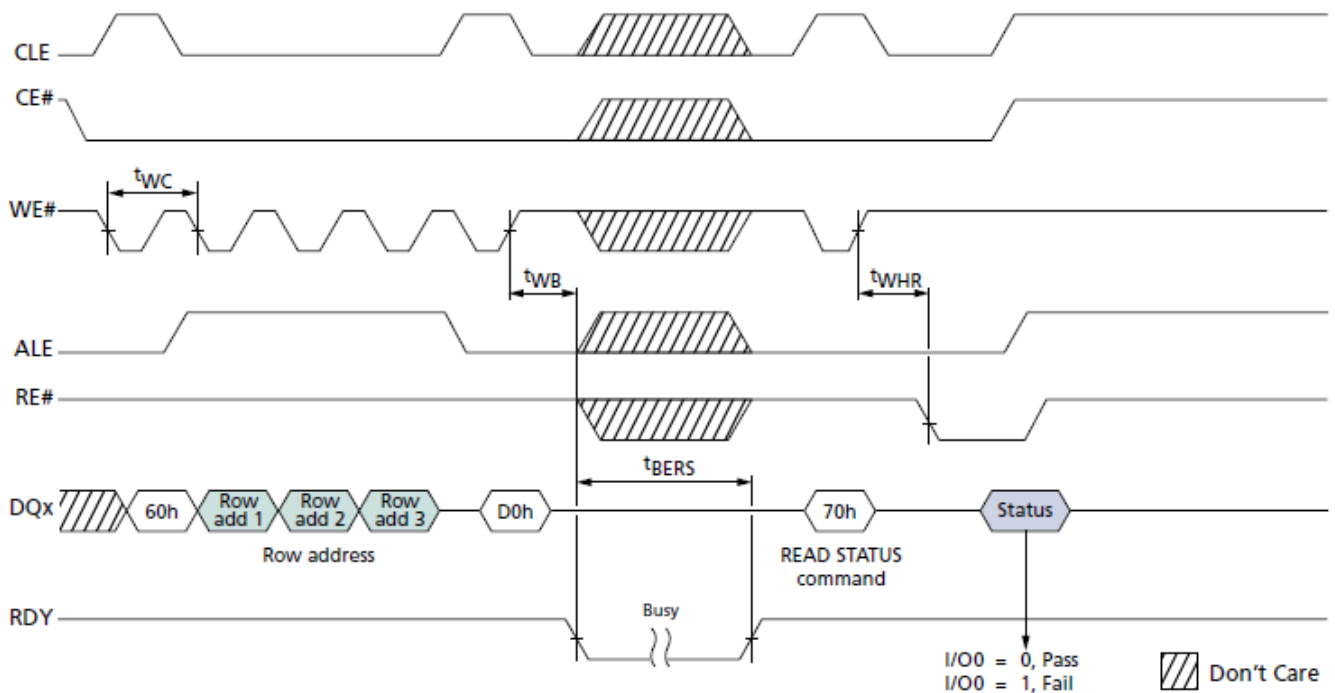 CLE
CE#
tWC
WE#
tWB
tWHR
ALE
RE#
tBERS
DQx
60h
Row
add 1
Row
add 2
Row
add 3
D0h
70h
Status
Row address
READ STATUS
command
RDY
Busy
I/O0 = 0, Pass
I/O0 = 1, Fail
Don't Care